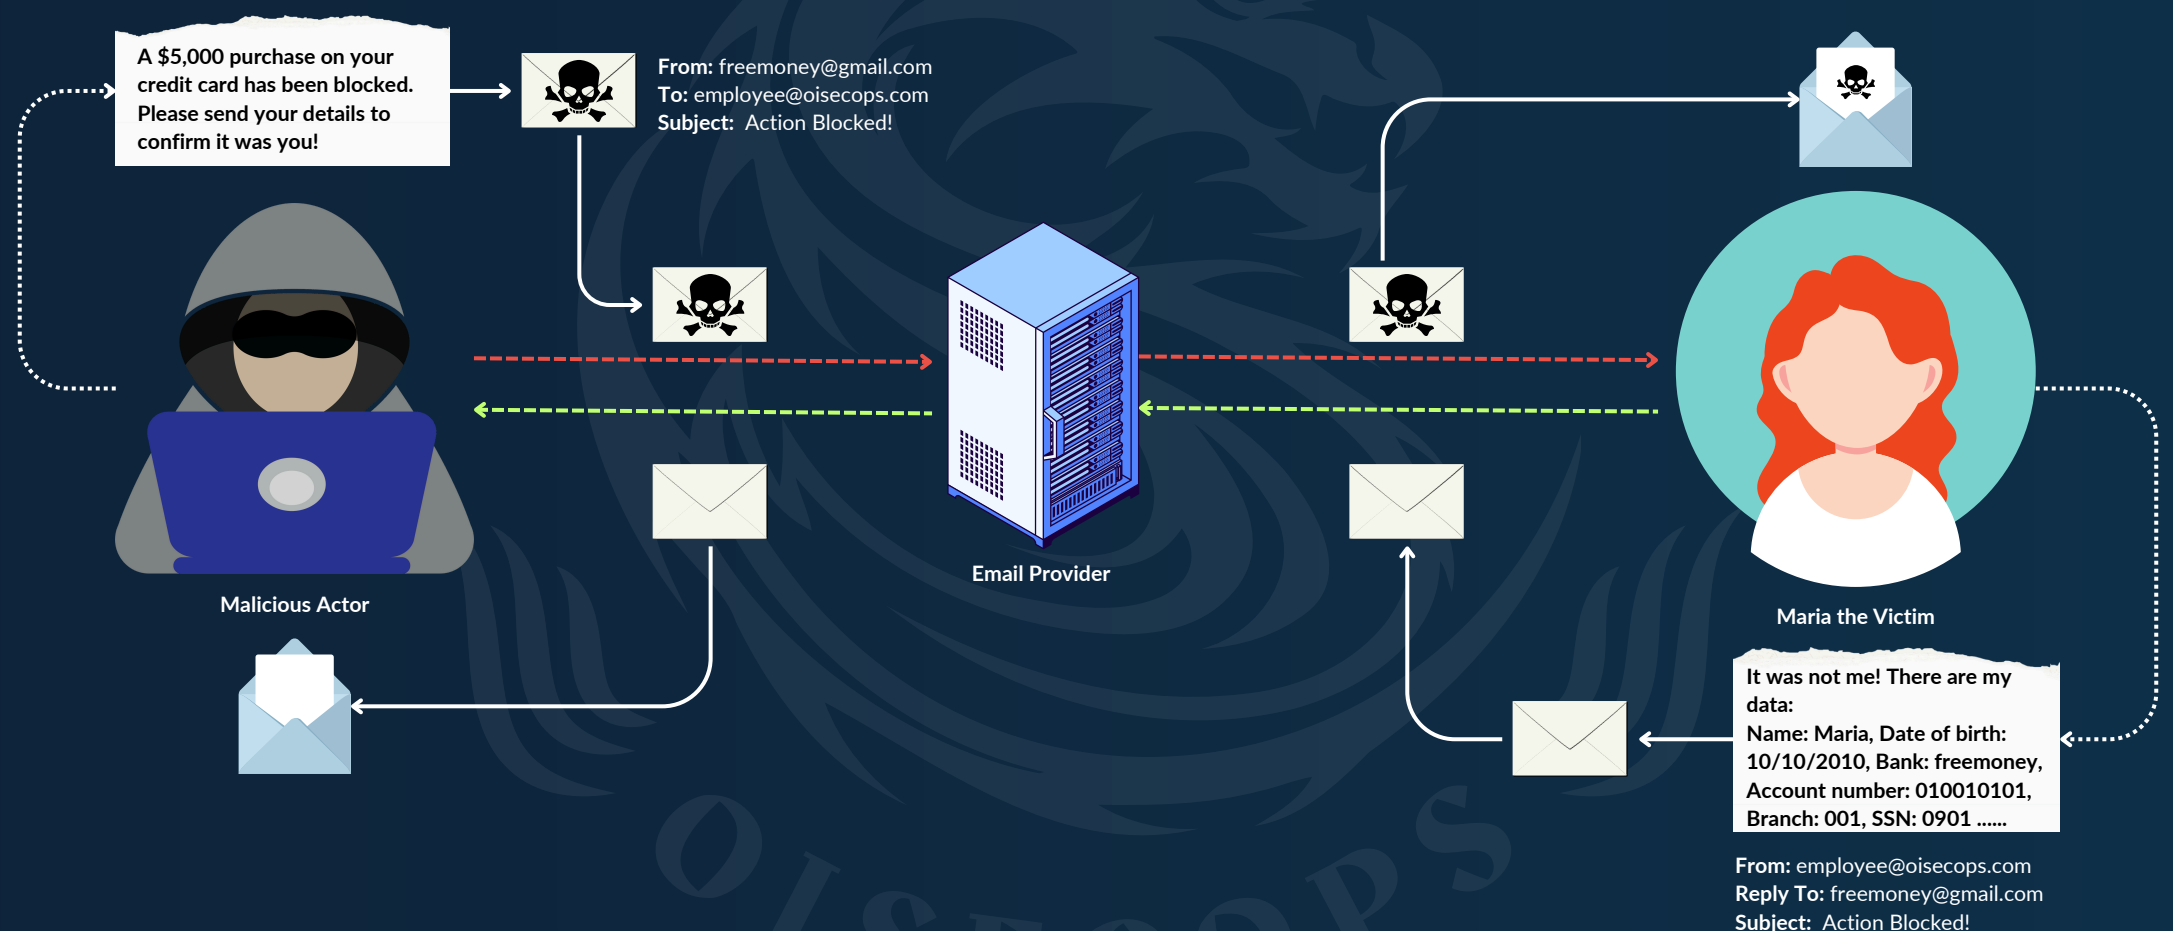 A $5,000 purchase on your
credit card has been blocked.
Please send your details to
confirm it was you!
From: freemoney@gmail.com
To: employee@oisecops.com
Subject: Action Blocked!
Email Provider
Malicious Actor
Maria the Victim
It was not me! There are my
data:
Name: Maria, Date of birth:
10/10/2010, Bank: freemoney,
Account number: 010010101,
Branch: 001, SSN: 0901 ......
From: employee@oisecops.com
Reply To: freemoney@gmail.com
Subject: Action Blocked!
OISECOPS